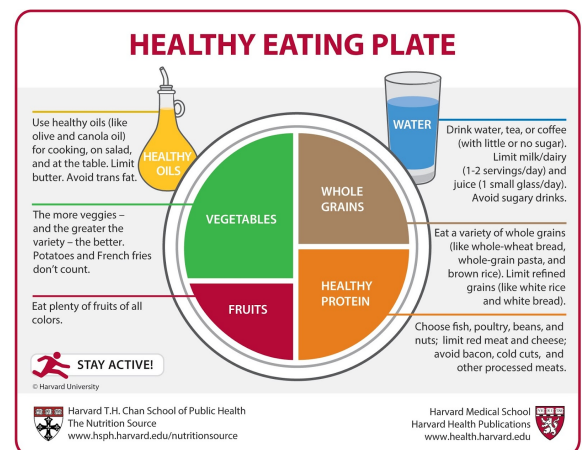 HEALTHY EATING PLATE
Use healthy oils (like
olive and canola oil)
for cooking, on salad,
and at the table. Limit
butter. Avoid trans fat.
HEALTHY
OILS
WATER
Drink water, tea, or coffee
(with little or no sugar).
Limit milk/dairy
(1-2 servings/day) and
juice (1 small glass/day).
Avoid sugary drinks.
The more veggies –
and the greater the
variety – the better.
Potatoes and French fries
don’t count.
VEGETABLES
WHOLE
GRAINS
Eat a variety of whole grains
(like whole-wheat bread,
whole-grain pasta, and
brown rice). Limit refined
grains (like white rice
and white bread).
Eat plenty of fruits of all
colors.
FRUITS
HEALTHY
PROTEIN
Choose fish, poultry, beans, and
nuts; limit red meat and cheese;
avoid bacon, cold cuts, and
other processed meats.
STAY ACTIVE!
© Harvard University
Harvard T.H. Chan School of Public Health
The Nutrition Source
www.hsph.harvard.edu/nutritionsource
Harvard Medical School
Harvard Health Publications
www.health.harvard.edu